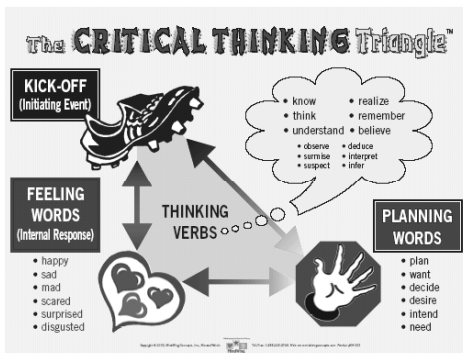 The CRITICAL THINKING Triangle™
KICK-OFF
(Initiating Event)
• know
• think
• understand
• realize
• remember
• believe
• observe
• surmise
• suspect
• deduce
• interpret
• infer
THINKING
VERBS
FEELING
WORDS
(Internal Response)
• happy
• sad
• mad
• scared
• surprised
• disgusted
PLANNING
WORDS
• plan
• want
• decide
• desire
• intend
• need